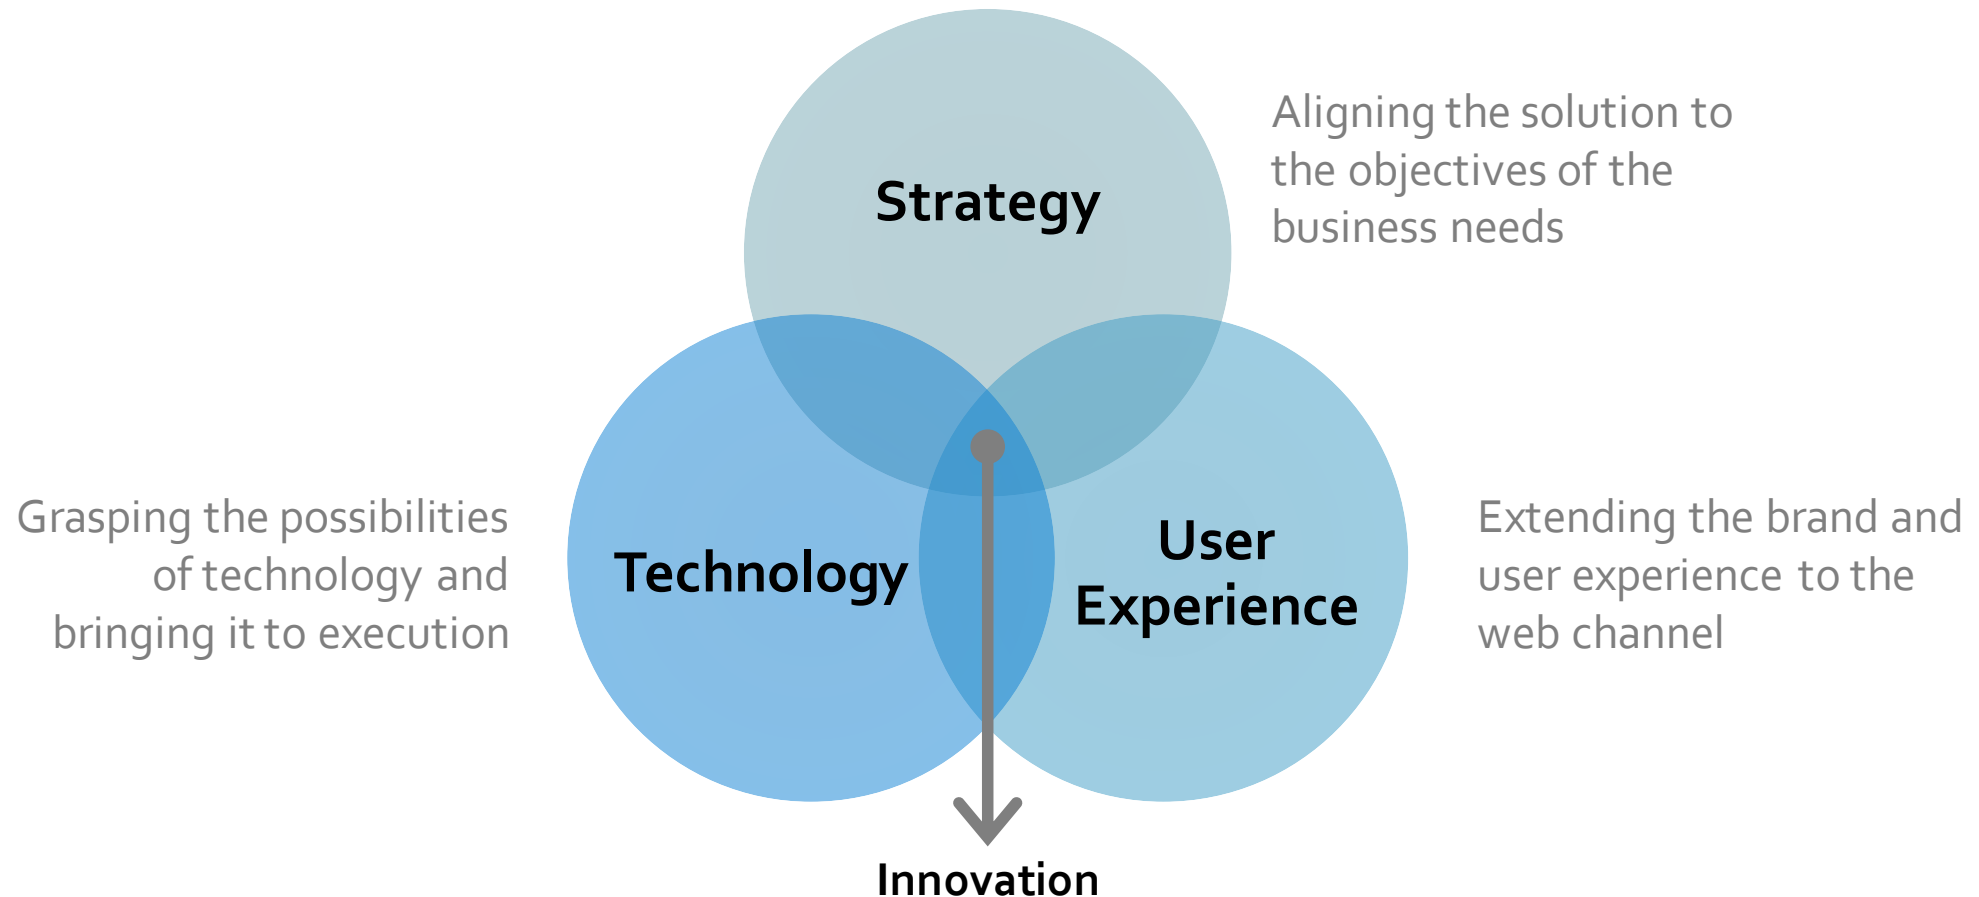 Strategy
Aligning the solution to
the objectives of the
business needs
Technology
Grasping the possibilities
of technology and
bringing it to execution
User
Experience
Extending the brand and
user experience to the
web channel
Innovation